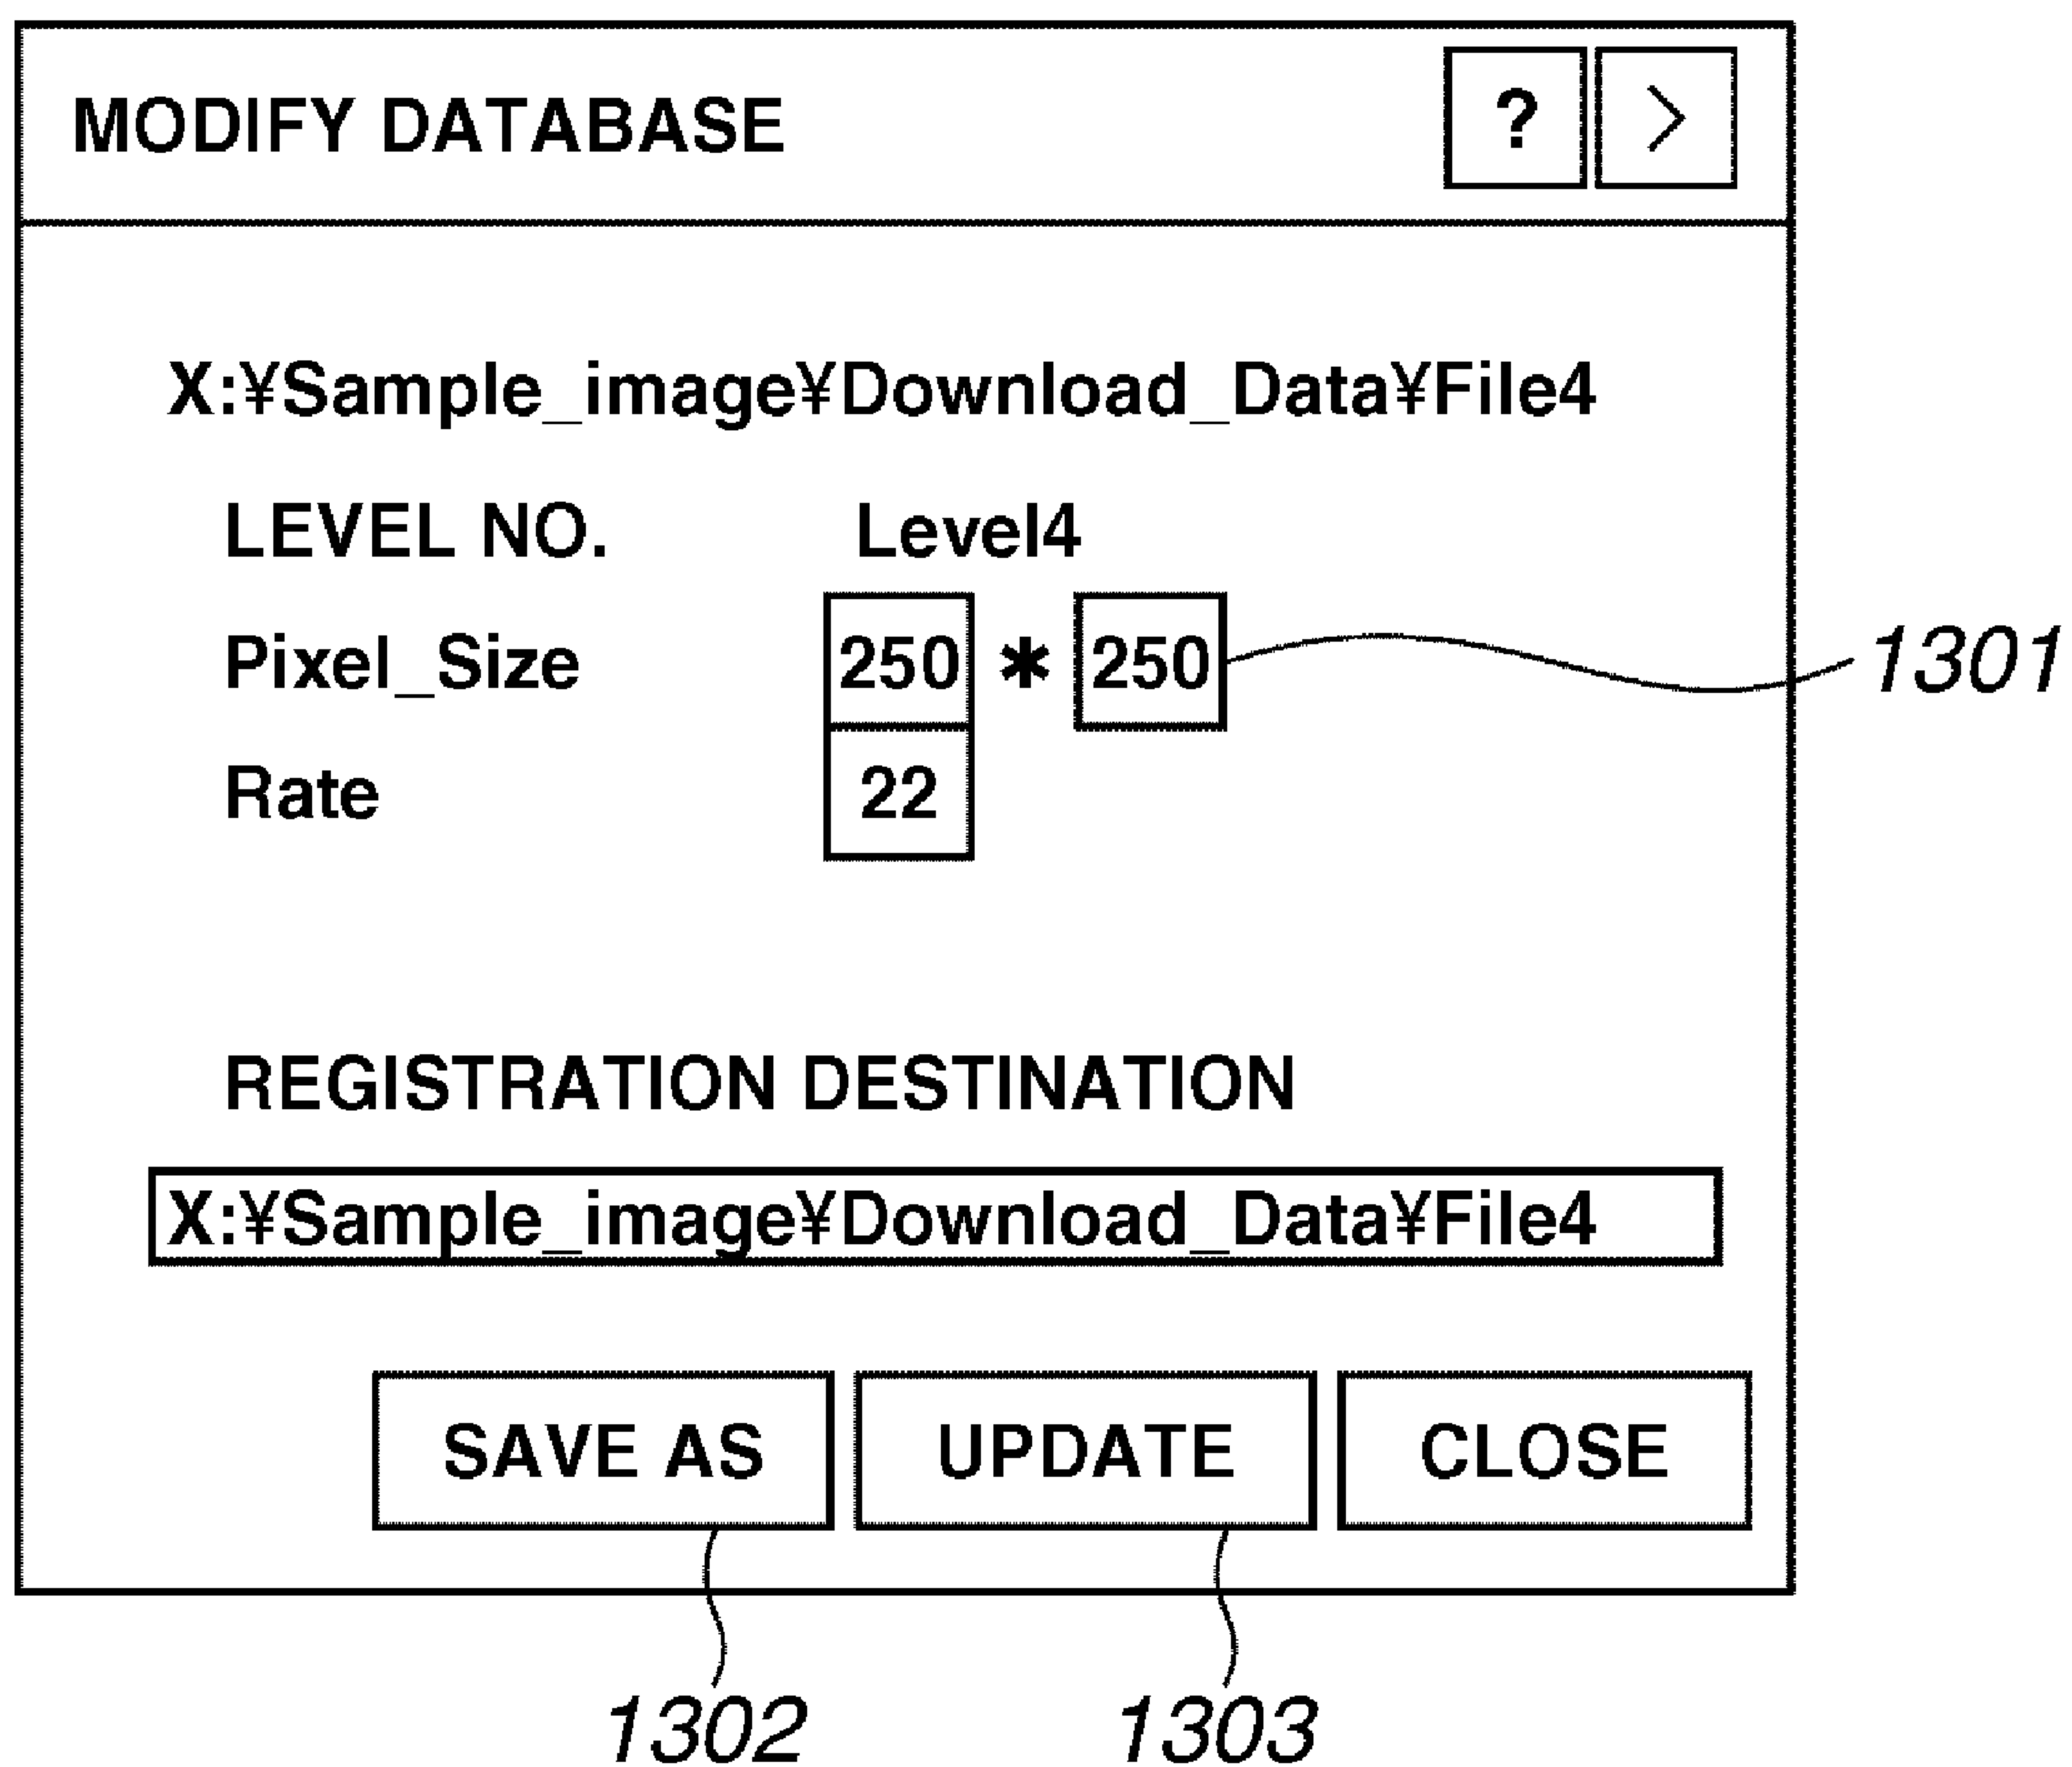 MODIFY DATABASE ? >
X:¥Sample_image¥Download_Data¥File4
LEVEL NO. Level4
Pixel_Size 250 * 250 1301
Rate 22
REGISTRATION DESTINATION
X:¥Sample_image¥Download_Data¥File4
SAVE AS UPDATE CLOSE
1302 1303